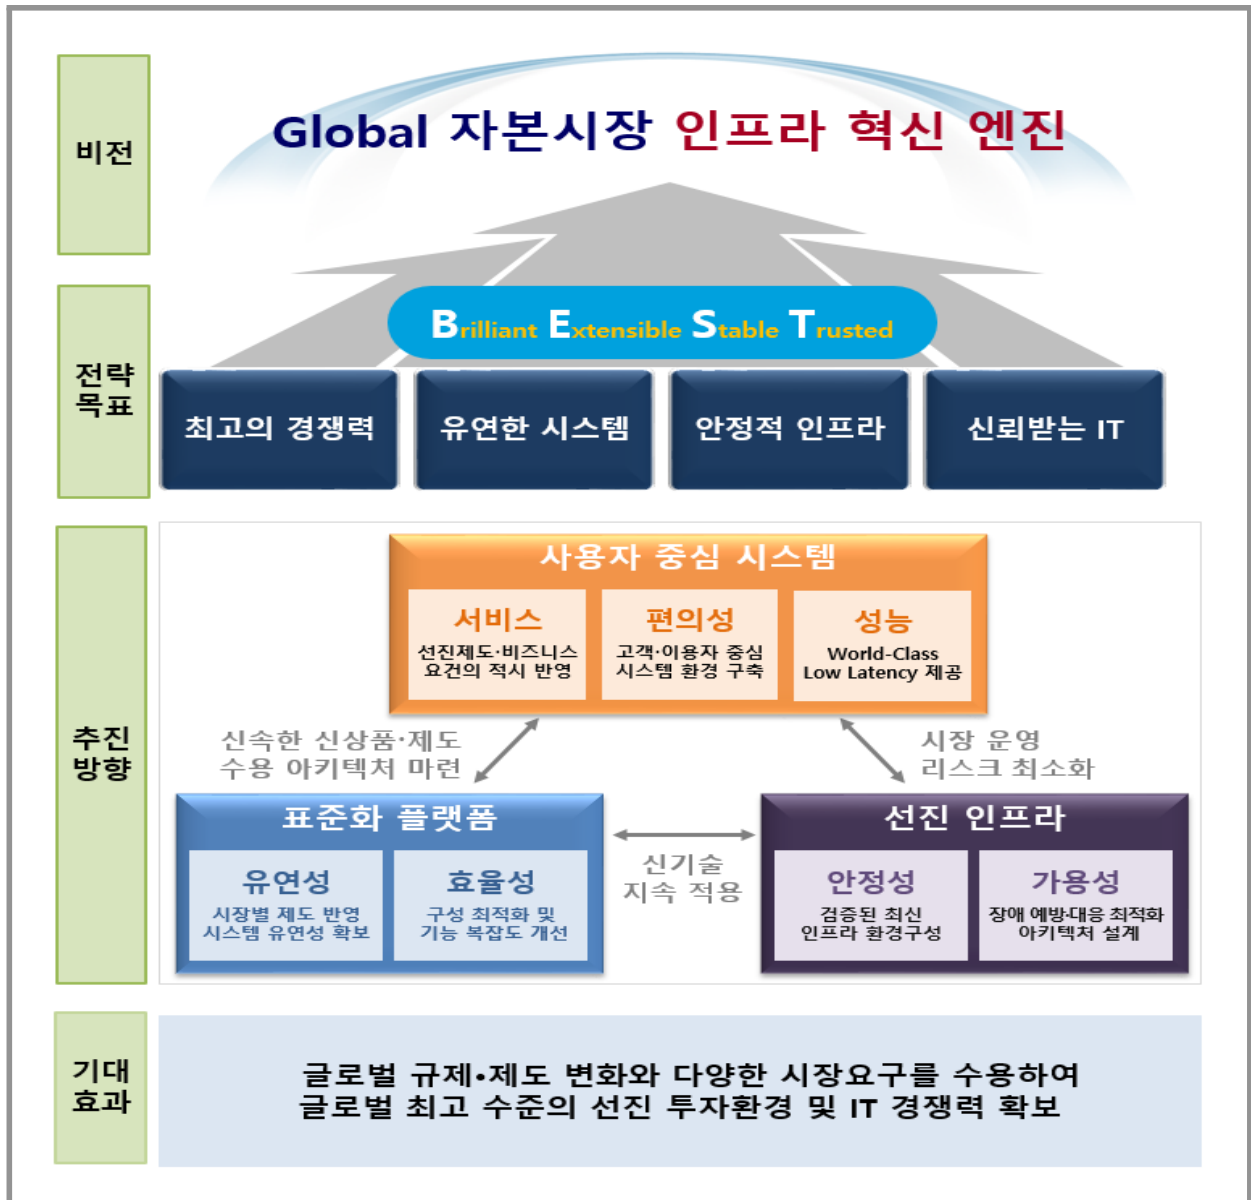 비전
Global 자본시장 인프라 혁신 엔진
전략
목표
Brilliant Extensible Stable Trusted
최고의 경쟁력
유연한 시스템
안정적 인프라
신뢰받는 IT
추진
방향
사용자 중심 시스템
서비스
선진제도·비즈니스
요건의 적시 반영
편의성
고객·이용자 중심
시스템 환경 구축
성능
World-Class
Low Latency 제공
신속한 신상품·제도
수용 아키텍처 마련
시장 운영
리스크 최소화
표준화 플랫폼
유연성
시장별 제도 반영
시스템 유연성 확보
효율성
구성 최적화 및
기능 복잡도 개선
신기술
지속 적용
선진 인프라
안정성
검증된 최신
인프라 환경구성
가용성
장애 예방·대응 최적화
아키텍처 설계
기대
효과
글로벌 규제•제도 변화와 다양한 시장요구를 수용하여
글로벌 최고 수준의 선진 투자환경 및 IT 경쟁력 확보